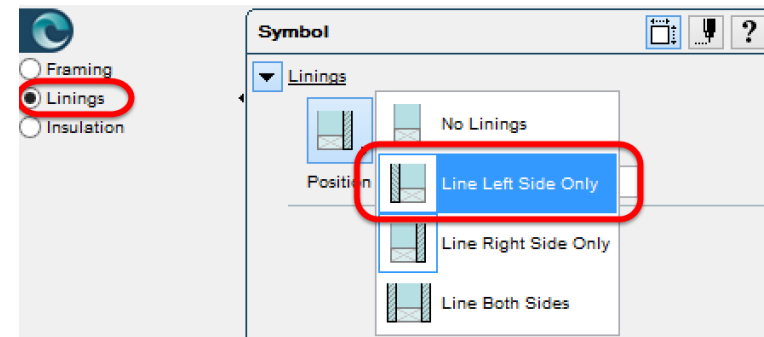 Symbol
?
Framing
Linings
Linings
Insulation
No Linings
Position
Line Left Side Only
Line Right Side Only
Line Both Sides